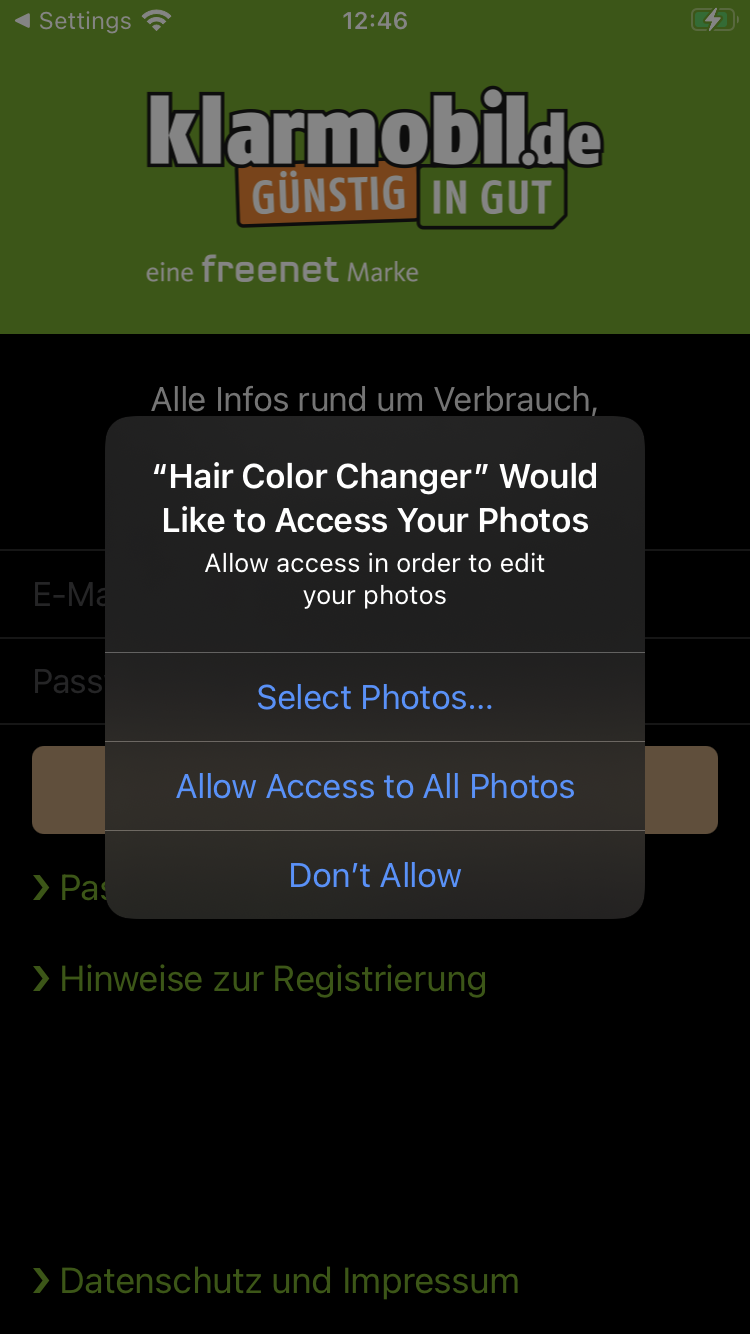 Settings 12:46
klarmobil.de
GÜNSTIG IN GUT
eine freenet Marke
Alle Infos rund um Verbrauch,
“Hair Color Changer” Would
Like to Access Your Photos
Allow access in order to edit
your photos
E-Ma
Pass
Select Photos...
Allow Access to All Photos
Don’t Allow
Pas
Hinweise zur Registrierung
Datenschutz und Impressum